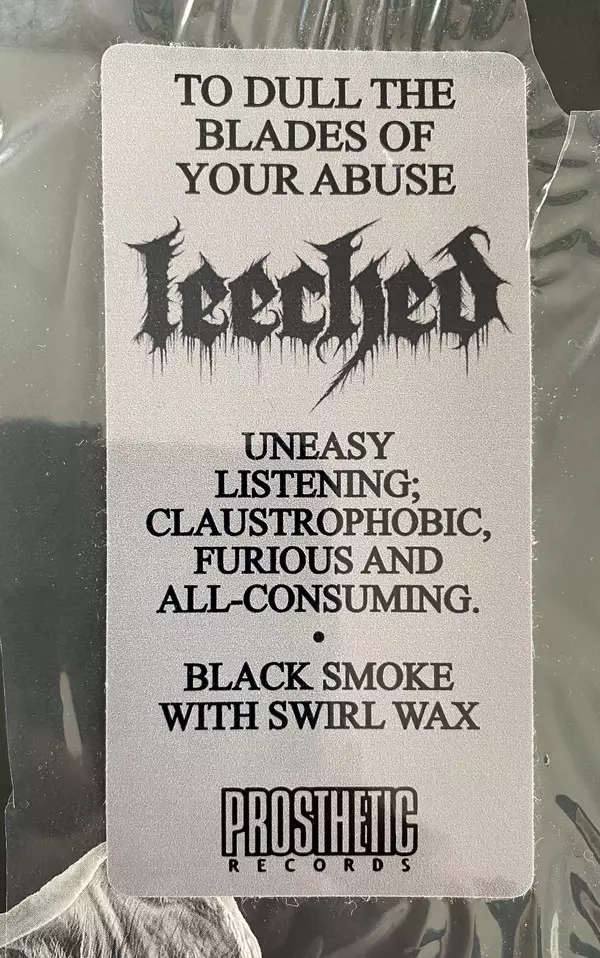 TO DULL THE
BLADES OF
YOUR ABUSE
leeched
UNEASY
LISTENING;
CLAUSTROPHOBIC,
FURIOUS AND
ALL-CONSUMING.
•
BLACK SMOKE
WITH SWIRL WAX
PROSTHETIC
RECORDS